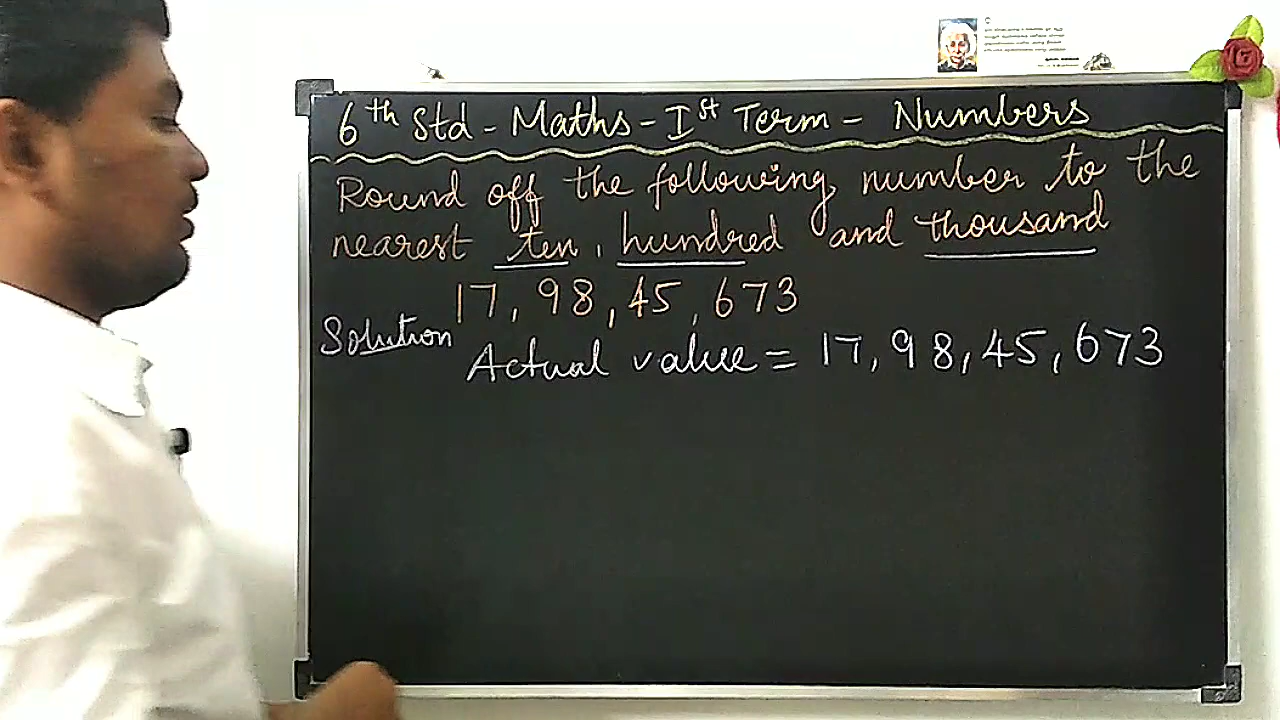 6th Std - Maths - Ist Term - Numbers
Round off the following number to the
nearest ten, hundred and thousand
17, 98, 45, 673
Solution
Actual value = 17, 98, 45, 673